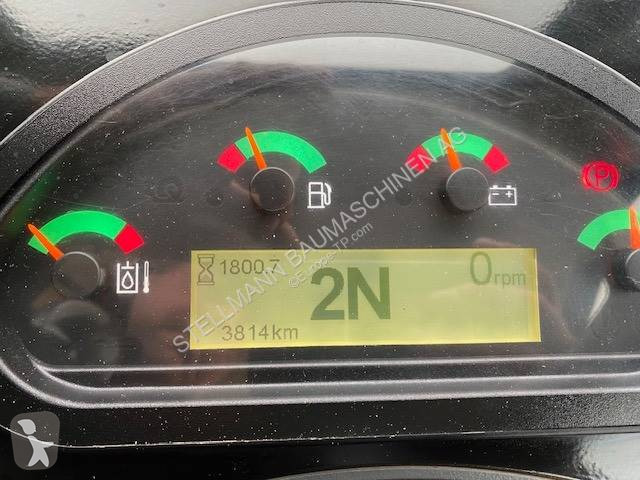 STELLMANN BAUMASCHINEN AG
P
1800.7
0rpm
2N
3814km